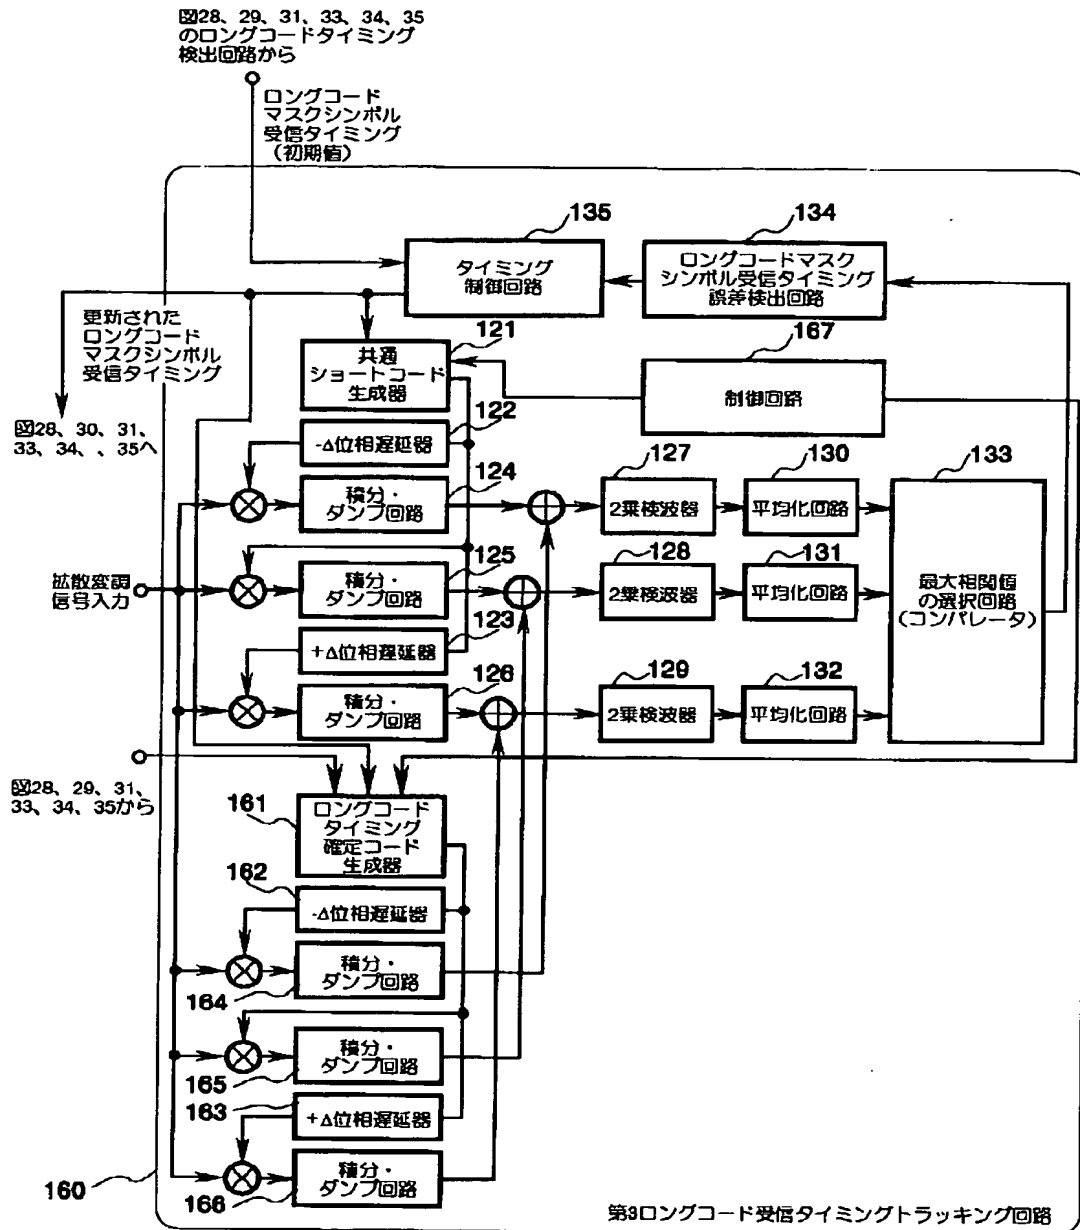 図28、29、31、33、34、35
のロングコードタイミング
検出回路から
ロングコード
マスクシンボル
受信タイミング
（初期値）
135
タイミング
制御回路
134
ロングコードマスク
シンボル受信タイミング
誤差検出回路
更新された
ロングコード
マスクシンボル
受信タイミング
121
共通
ショートコード
生成器
167
制御回路
図28、30、31、
33、34、、35へ
122
-Δ位相遅延器
124
積分・
ダンプ回路
127
2乗検波器
130
平均化回路
133
最大相関値
の選択回路
(コンパレータ)
拡散変調
信号入力
125
積分・
ダンプ回路
128
2乗検波器
131
平均化回路
123
+Δ位相遅延器
126
積分・
ダンプ回路
129
2乗検波器
132
平均化回路
図28、29、31、
33、34、35から
161
ロングコード
タイミング
確定コード
生成器
162
-Δ位相遅延器
164
積分・
ダンプ回路
165
積分・
ダンプ回路
163
+Δ位相遅延器
166
積分・
ダンプ回路
160
第3ロングコード受信タイミングトラッキング回路